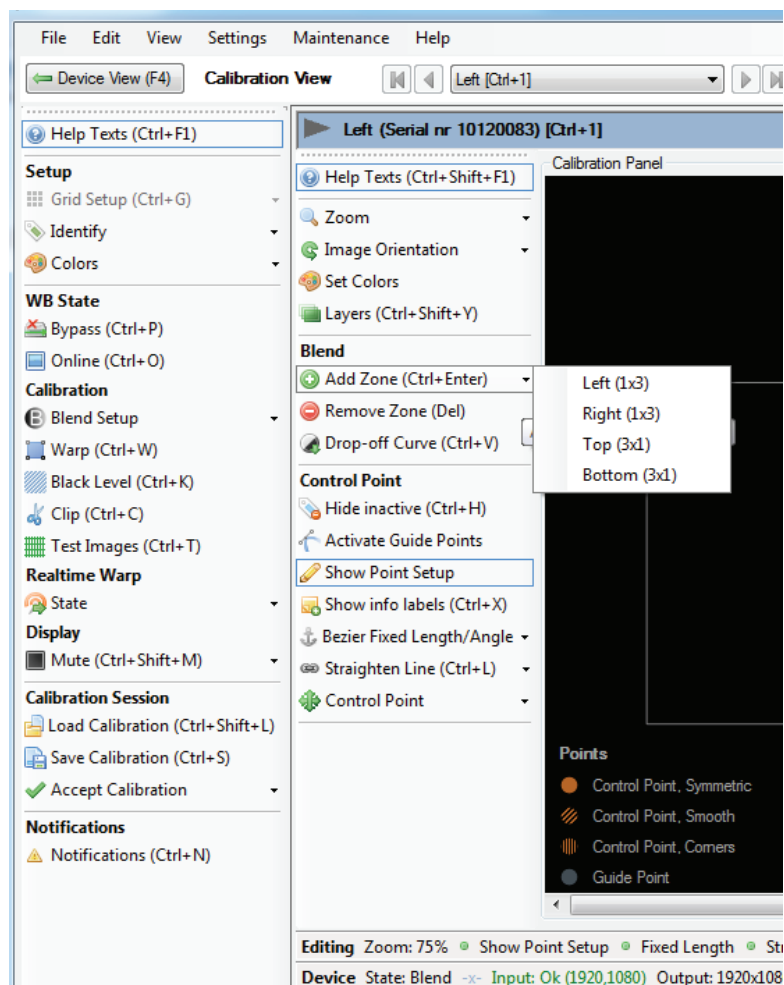 File Edit View Settings Maintenance Help
Device View (F4) Calibration View Left [Ctrl+1]
Help Texts (Ctrl+F1)
Setup
Grid Setup (Ctrl+G)
Identify
Colors
WB State
Bypass (Ctrl+P)
Online (Ctrl+O)
Calibration
Blend Setup
Warp (Ctrl+W)
Black Level (Ctrl+K)
Clip (Ctrl+C)
Test Images (Ctrl+T)
Realtime Warp
State
Display
Mute (Ctrl+Shift+M)
Calibration Session
Load Calibration (Ctrl+Shift+L)
Save Calibration (Ctrl+S)
Accept Calibration
Notifications
Notifications (Ctrl+N)
Left (Serial nr 10120083) [Ctrl+1]
Help Texts (Ctrl+Shift+F1)
Zoom
Image Orientation
Set Colors
Layers (Ctrl+Shift+Y)
Blend
Add Zone (Ctrl+Enter)
Remove Zone (Del)
Drop-off Curve (Ctrl+V)
Control Point
Hide inactive (Ctrl+H)
Activate Guide Points
Show Point Setup
Show info labels (Ctrl+X)
Bezier Fixed Length/Angle
Straighten Line (Ctrl+L)
Control Point
Calibration Panel
Left (1x3)
Right (1x3)
Top (3x1)
Bottom (3x1)
Points
Control Point, Symmetric
Control Point, Smooth
Control Point, Corners
Guide Point
Editing Zoom: 75% Show Point Setup Fixed Length
Device State: Blend -x- Input: Ok (1920,1080) Output: 1920x108